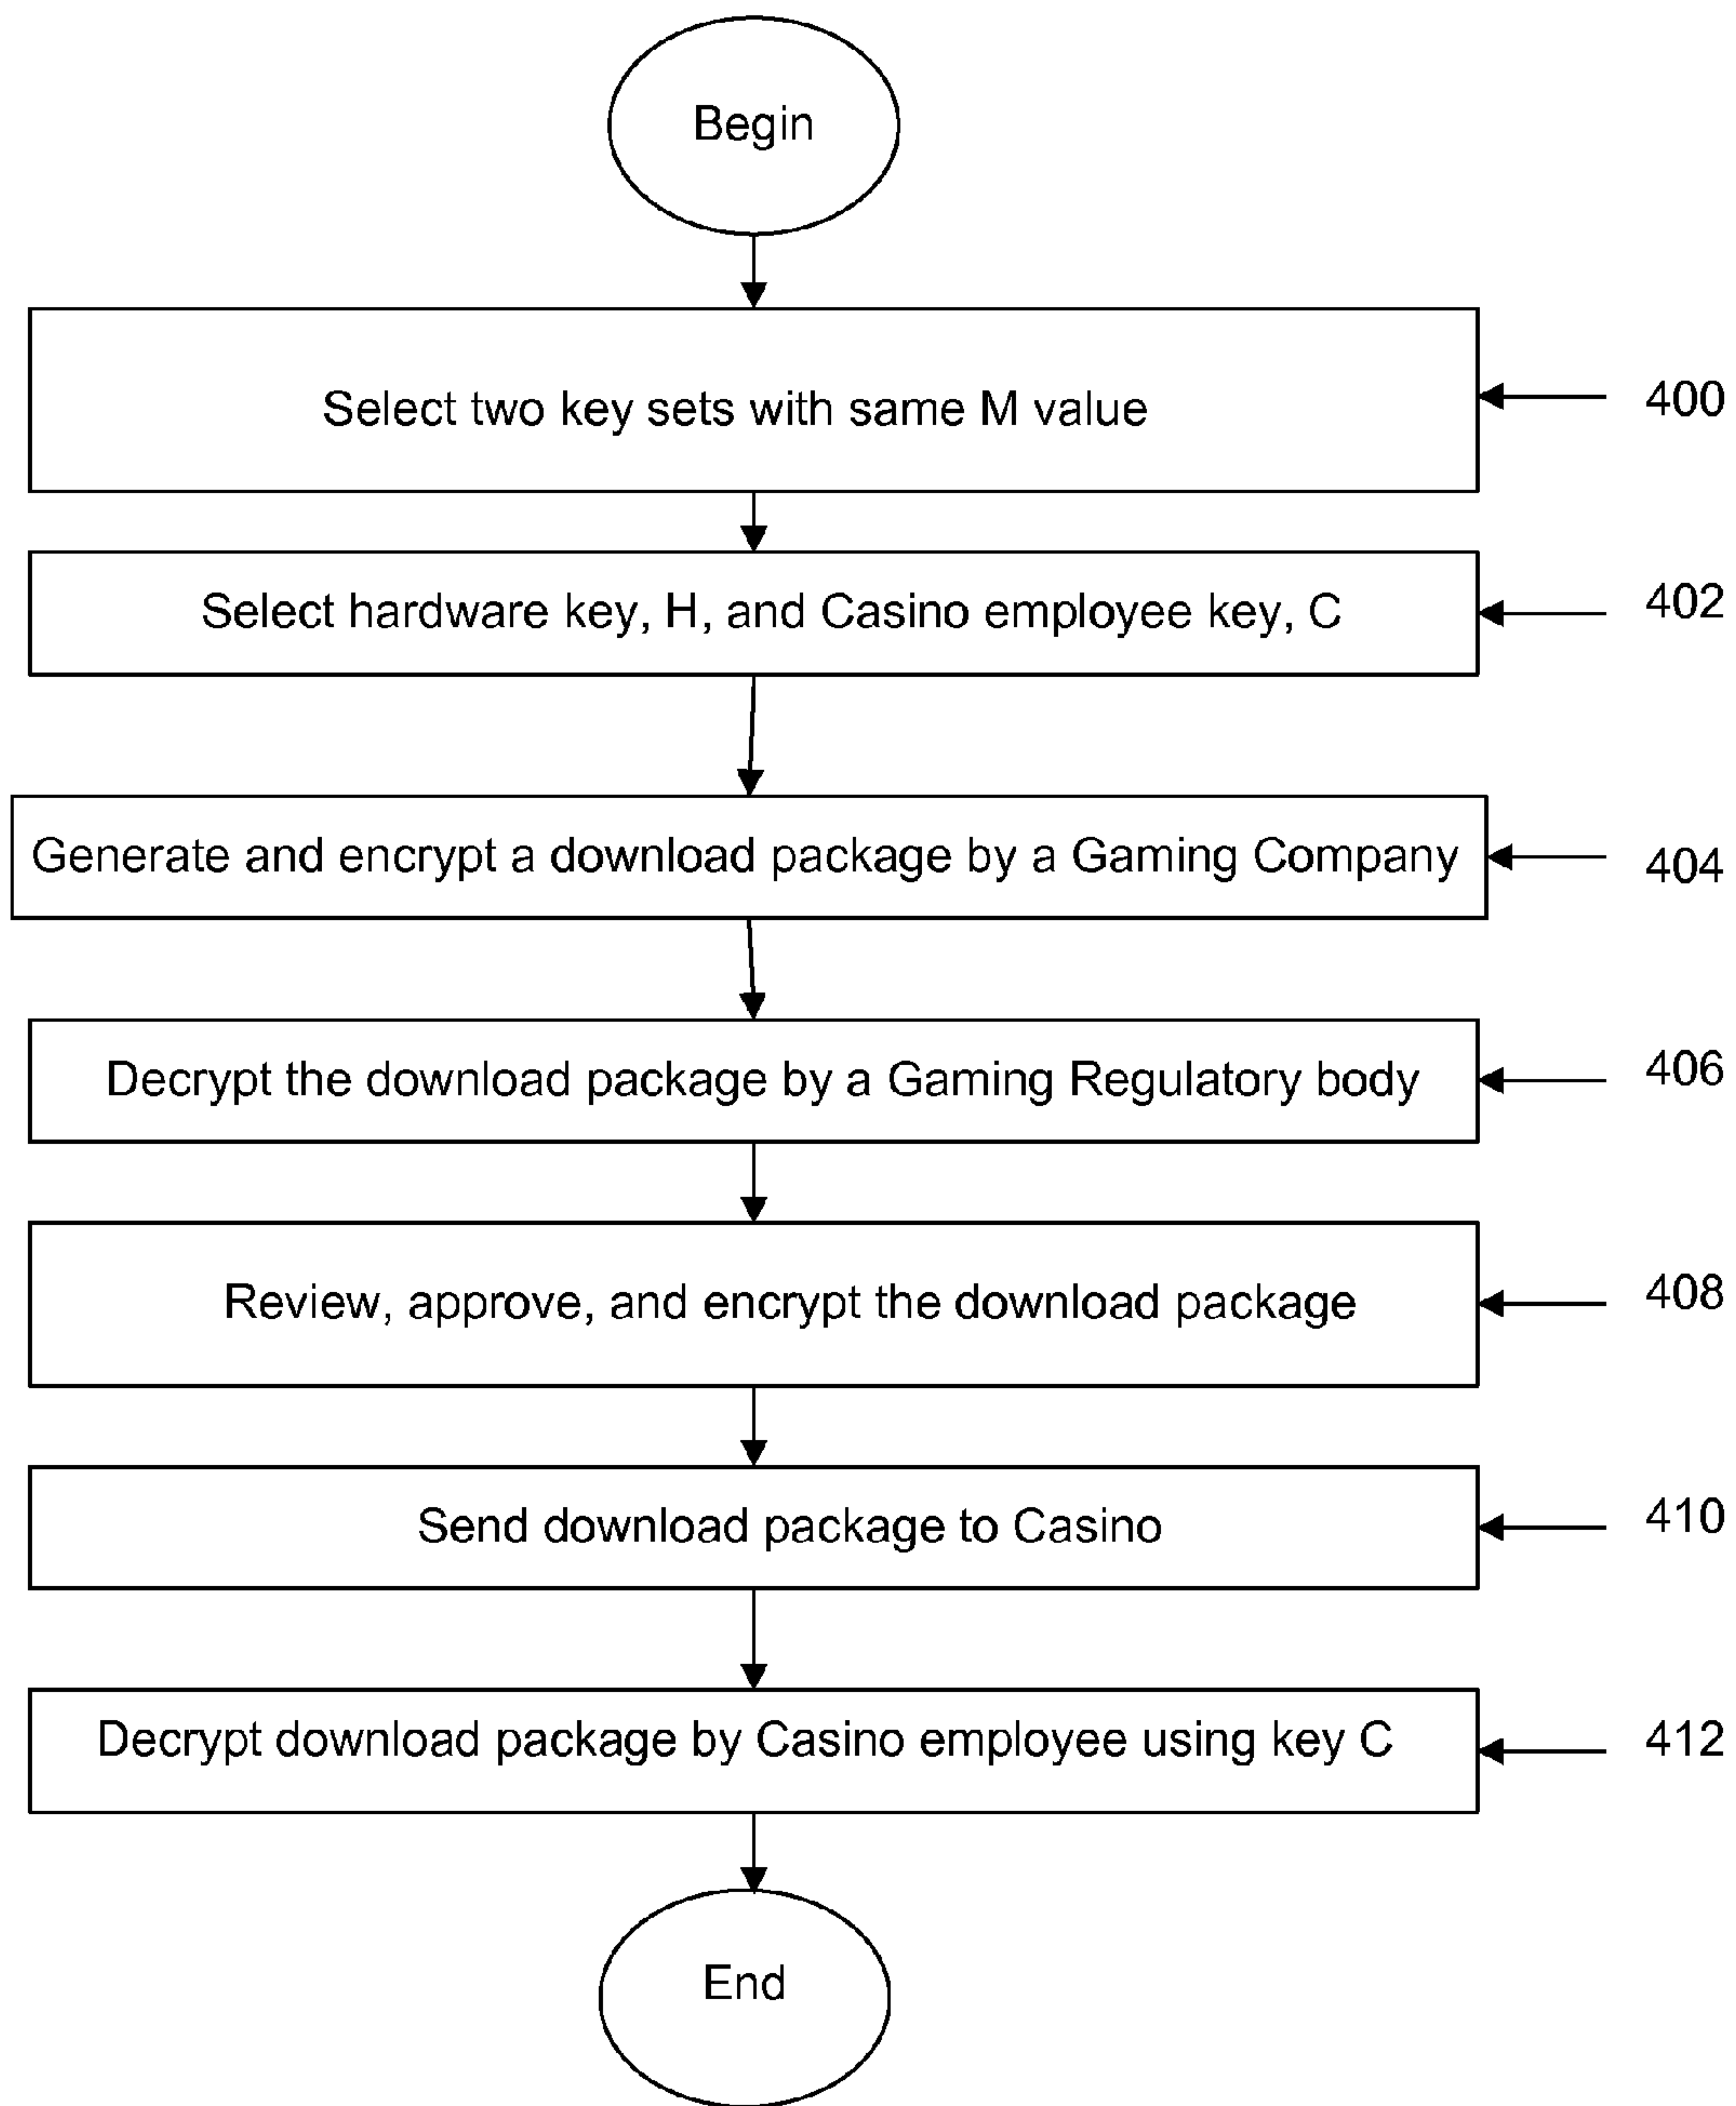 Begin
Select two key sets with same M value
400
Select hardware key, H, and Casino employee key, C
402
Generate and encrypt a download package by a Gaming Company
404
Decrypt the download package by a Gaming Regulatory body
406
Review, approve, and encrypt the download package
408
Send download package to Casino
410
Decrypt download package by Casino employee using key C
412
End